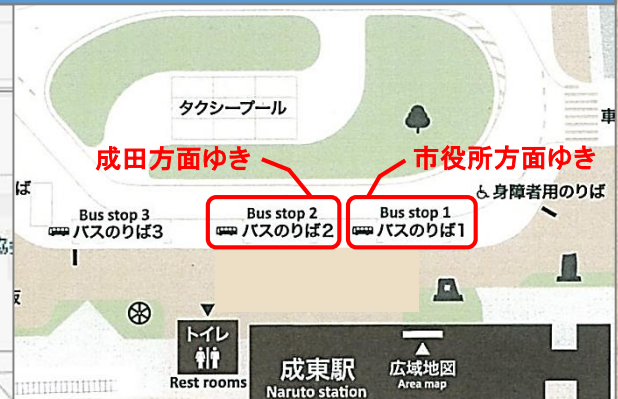 タクシープール
成田方面ゆき
市役所方面ゆき
車
ば
身障者用のりば
Bus stop 3
バスのりば3
Bus stop 2
バスのりば2
Bus stop 1
バスのりば1
トイレ
Rest rooms
成東駅
Naruto station
広域地図
Area map